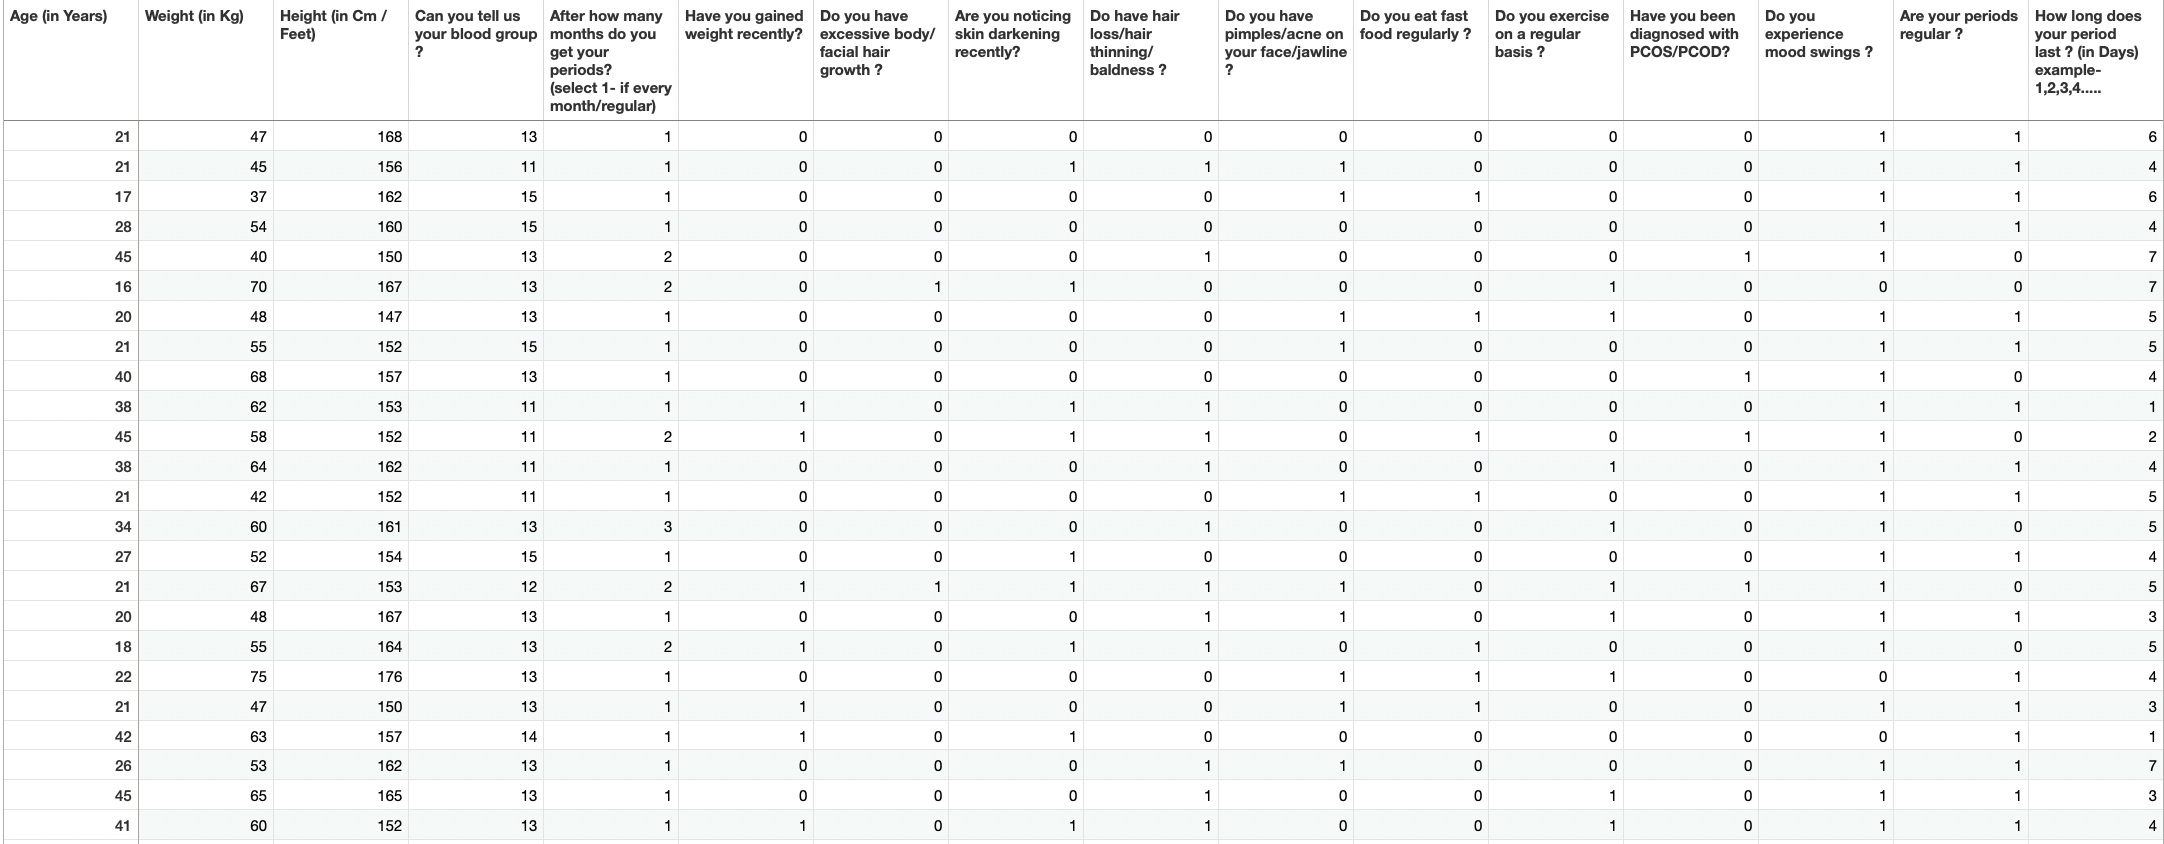 Age (in Years) Weight (in Kg) Height (in Cm / Feet) Can you tell us your blood group ? After how many months do you get your periods? (select 1- if every month/regular) Have you gained weight recently? Do you have excessive body/ facial hair growth ? Are you noticing skin darkening recently? Do have hair loss/hair thinning/ baldness ? Do you have pimples/acne on your face/jawline ? Do you eat fast food regularly ? Do you exercise on a regular basis ? Have you been diagnosed with PCOS/PCOD? Do you experience mood swings ? Are your periods regular ? How long does your period last ? (in Days) example- 1,2,3,4.....
21 47 168 13 1 0 0 0 0 0 0 0 0 1 1 6
21 45 156 11 1 0 0 1 1 1 0 0 0 1 1 4
17 37 162 15 1 0 0 0 0 1 1 0 0 1 1 6
28 54 160 15 1 0 0 0 0 0 0 0 0 1 1 4
45 40 150 13 2 0 0 0 1 0 0 0 1 1 0 7
16 70 167 13 2 0 1 1 0 0 0 1 0 0 0 7
20 48 147 13 1 0 0 0 0 1 1 1 0 1 1 5
21 55 152 15 1 0 0 0 0 1 0 0 0 1 1 5
40 68 157 13 1 0 0 0 0 0 0 0 1 1 0 4
38 62 153 11 1 1 0 1 1 0 0 0 0 1 1 1
45 58 152 11 2 1 0 1 1 0 1 0 1 1 0 2
38 64 162 11 1 0 0 0 1 0 0 1 0 1 1 4
21 42 152 11 1 0 0 0 0 1 1 0 0 1 1 5
34 60 161 13 3 0 0 0 1 0 0 1 0 1 0 5
27 52 154 15 1 0 0 1 0 0 0 0 0 1 1 4
21 67 153 12 2 1 1 1 1 1 0 1 1 1 0 5
20 48 167 13 1 0 0 0 1 1 0 1 0 1 1 3
18 55 164 13 2 1 0 1 1 0 1 0 0 1 0 5
22 75 176 13 1 0 0 0 0 1 1 1 0 0 1 4
21 47 150 13 1 1 0 0 0 1 1 0 0 1 1 3
42 63 157 14 1 1 0 1 0 0 0 0 0 0 1 1
26 53 162 13 1 0 0 0 1 1 0 0 0 1 1 7
45 65 165 13 1 0 0 0 1 0 0 1 0 1 1 3
41 60 152 13 1 1 0 1 1 0 0 1 0 1 1 4